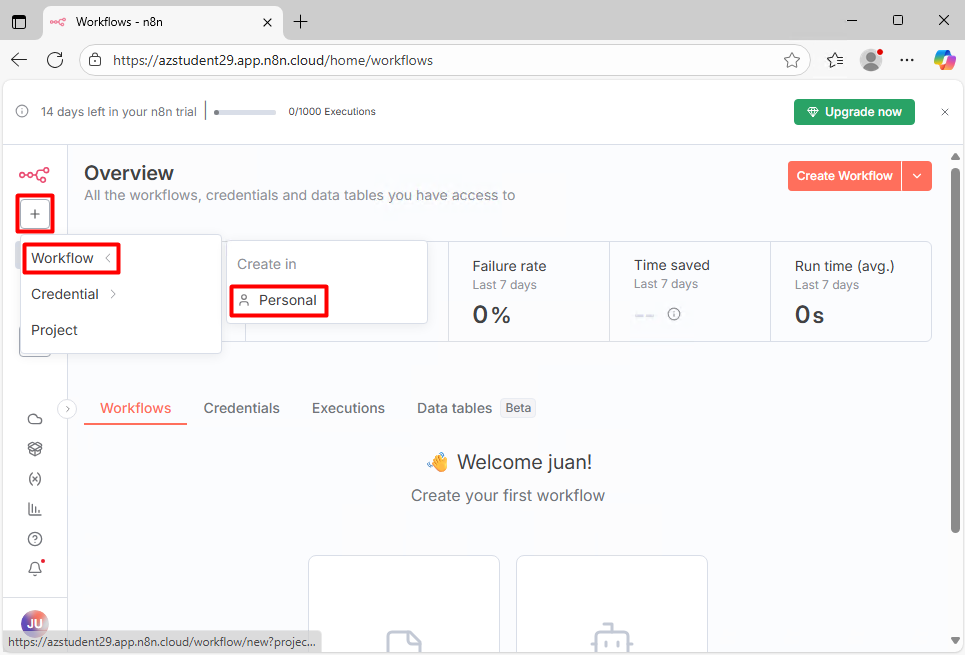 Workflows - n8n
https://azstudent29.app.n8n.cloud/home/workflows
14 days left in your n8n trial
0/1000 Executions
Upgrade now
Overview
All the workflows, credentials and data tables you have access to
Create Workflow
+
Workflow
Credential
Project
Create in
Personal
Failure rate
Last 7 days
0%
Time saved
Last 7 days
--
Run time (avg.)
Last 7 days
0s
Workflows
Credentials
Executions
Data tables
Beta
👋 Welcome juan!
Create your first workflow
(x)
JU
https://azstudent29.app.n8n.cloud/workflow/new?projec...